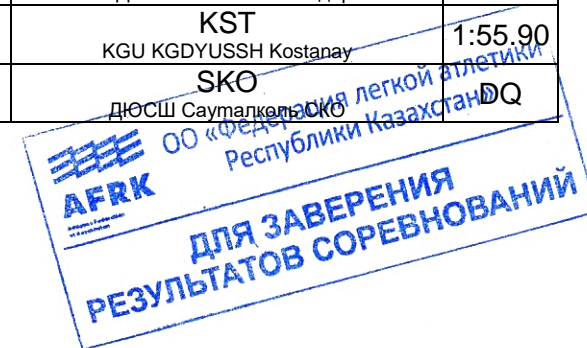 KST
KGU KGDYUSSH Kostanay
1:55.90
SKO
ДЮСШ Саумалколь СКО
DQ
ОО «Федерация легкой атлетики
Республики Казахстан»
AFRK
ДЛЯ ЗАВЕРЕНИЯ
РЕЗУЛЬТАТОВ СОРЕВНОВАНИЙ